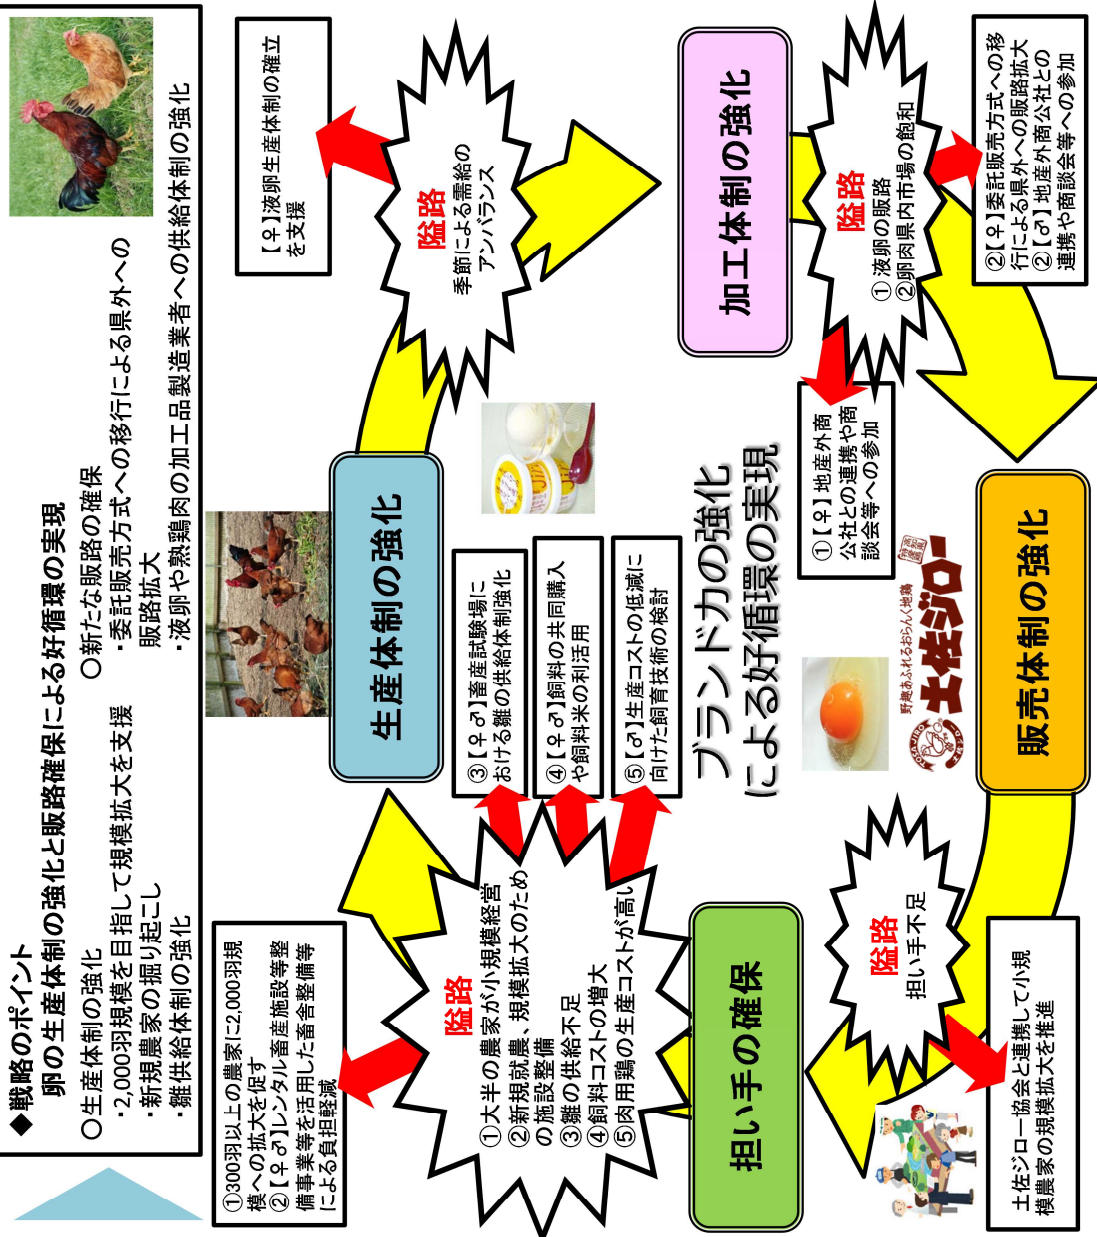 ◆戦略のポイント
卵の生産体制の強化と販路確保による好循環の実現
〇生産体制の強化
・2,000羽規模を目指して規模拡大を支援
・新規農家の掘り起こし
・雛供給体制の強化
〇新たな販路の確保
・委託販売方式への移行による県外への
販路拡大
・液卵や熟鶏肉の加工品製造業者への供給体制の強化
①300羽以上の農家に2,000羽規
模への拡大を促す
②【♀♂】レンタル畜産施設等整
備事業等を活用した畜舎整備等
による負担軽減
隘路
①大半の農家が小規模経営
②新規就農、規模拡大のため
の施設整備
③雛の供給不足
④飼料コストの増大
⑤肉用鶏の生産コストが高い
③【♀♂】畜産試験場に
おける雛の供給体制強化
④【♀♂】飼料の共同購入
や飼料米の利活用
⑤【♂】生産コストの低減に
向けた飼育技術の検討
生産体制の強化
隘路
季節による需給の
アンバランス
【♀】液卵生産体制の確立
を支援
加工体制の強化
隘路
①液卵の販路
②卵肉県内市場の飽和
①【♀】地産外商
公社との連携や商
談会等への参加
②【♀】委託販売方式への移
行による県外への販路拡大
②【♂】地産外商公社との
連携や商談会等への参加
ブランド力の強化
による好循環の実現
野趣あふれるおらんく地鶏
土佐ジロー
TOSAJIRO
販売体制の強化
隘路
担い手不足
土佐ジロー協会と連携して小規
模農家の規模拡大を推進
担い手の確保